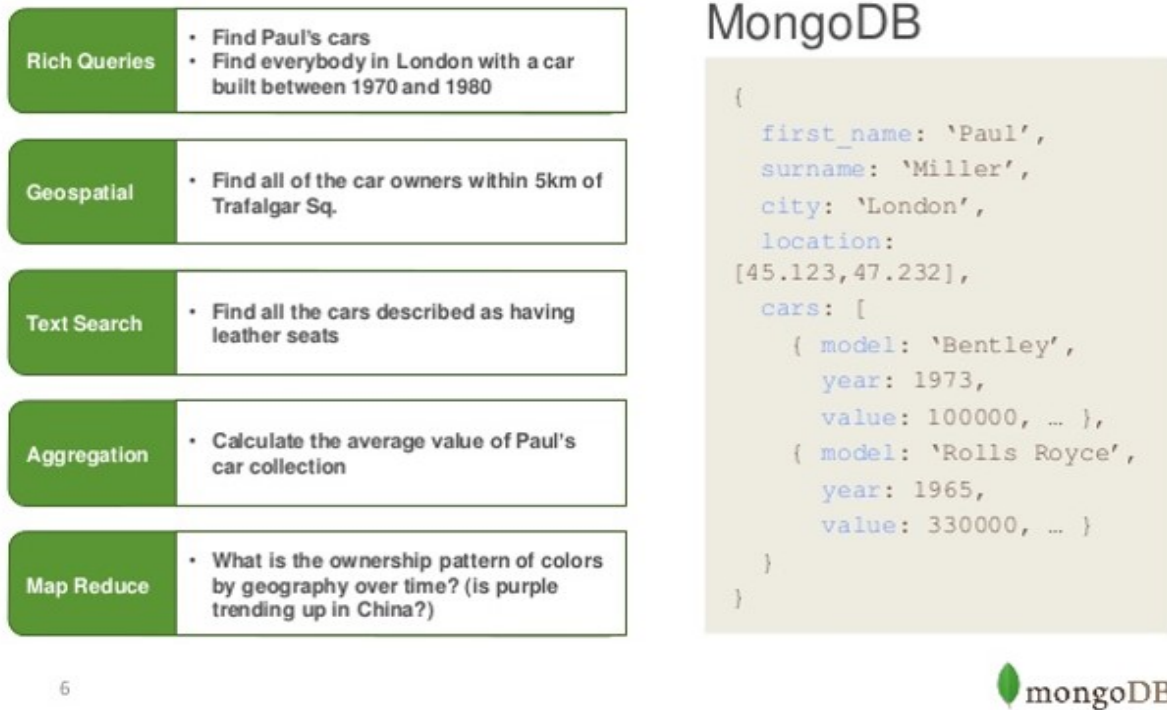 Rich Queries
• Find Paul's cars
• Find everybody in London with a car
built between 1970 and 1980
Geospatial
• Find all of the car owners within 5km of
Trafalgar Sq.
Text Search
• Find all the cars described as having
leather seats
Aggregation
• Calculate the average value of Paul's
car collection
Map Reduce
• What is the ownership pattern of colors
by geography over time? (is purple
trending up in China?)
MongoDB
{
first_name: ‘Paul’,
surname: ‘Miller’,
city: ‘London’,
location:
[45.123,47.232],
cars: [
{ model: ‘Bentley’,
year: 1973,
value: 100000, … },
{ model: ‘Rolls Royce’,
year: 1965,
value: 330000, … }
}
}
6
mongoDB